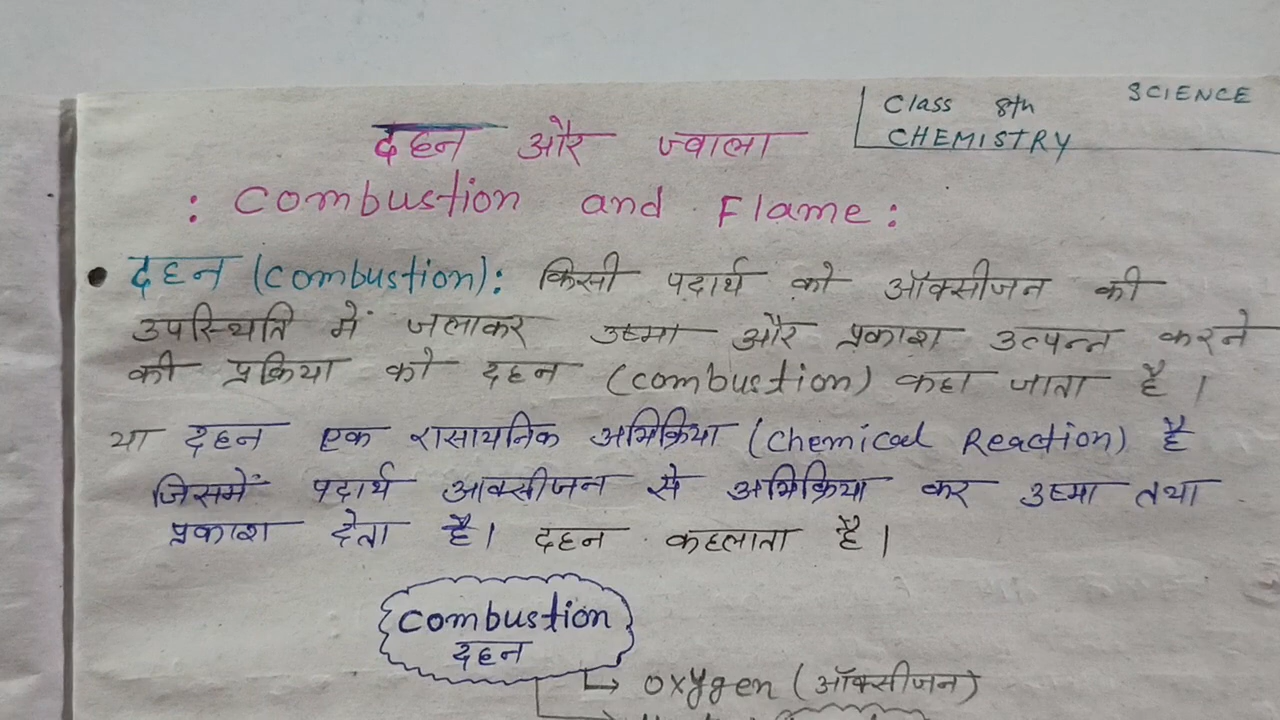 SCIENCE
Class 8th
CHEMISTRY
दहन और ज्वाला
: Combustion and Flame:
• दहन (combustion): किसी पदार्थ को ऑक्सीजन की
उपस्थिति में जलाकर उष्मा और प्रकाश उत्पन्न करने
की प्रक्रिया को दहन (combustion) कहा जाता है।
या दहन एक रासायनिक अभिक्रिया (Chemical Reaction) है
जिसमें पदार्थ आक्सीजन से अभिक्रिया कर उष्मा तथा
प्रकाश देता है। दहन कहलाता है।
Combustion
दहन
→ oxygen (ऑक्सीजन)